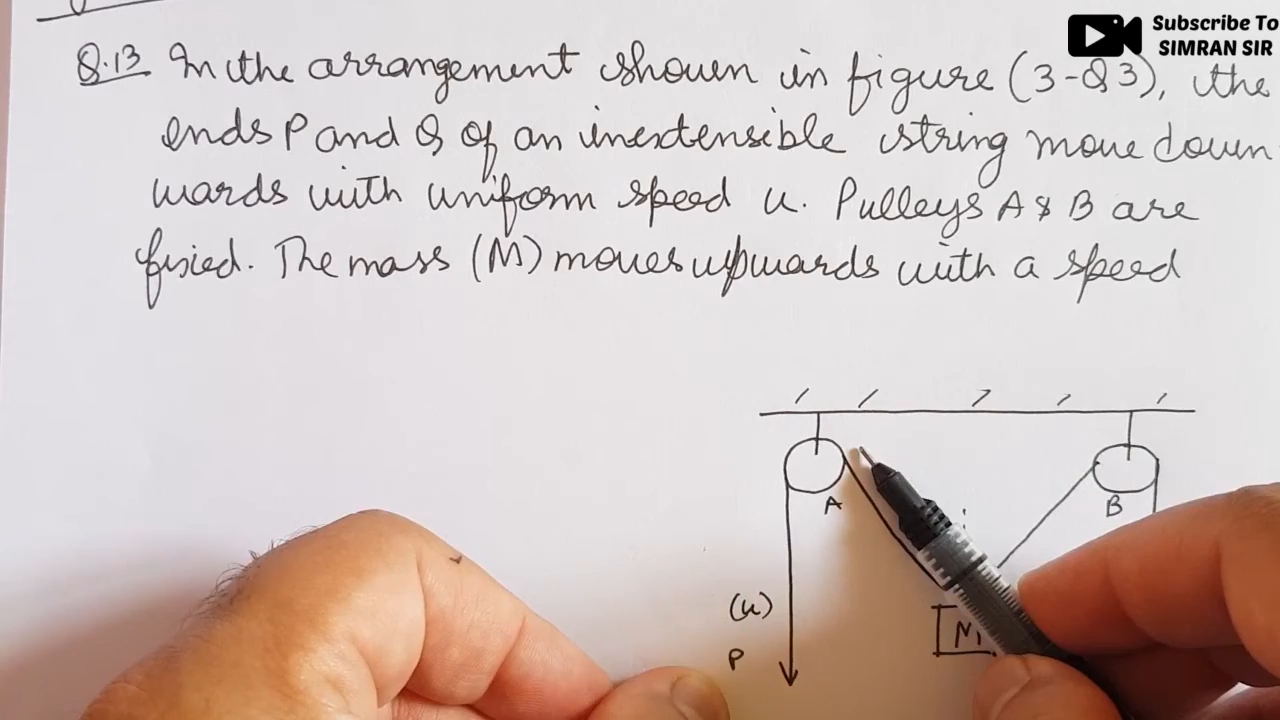 Subscribe To
SIMRAN SIR
Q.13 In the arrangement shown in figure (3-Q3), the
ends P and Q of an inextensible string move down
wards with uniform speed u. Pulleys A & B are
fixed. The mass (M) moves upwards with a speed
A
B
(u)
M
P